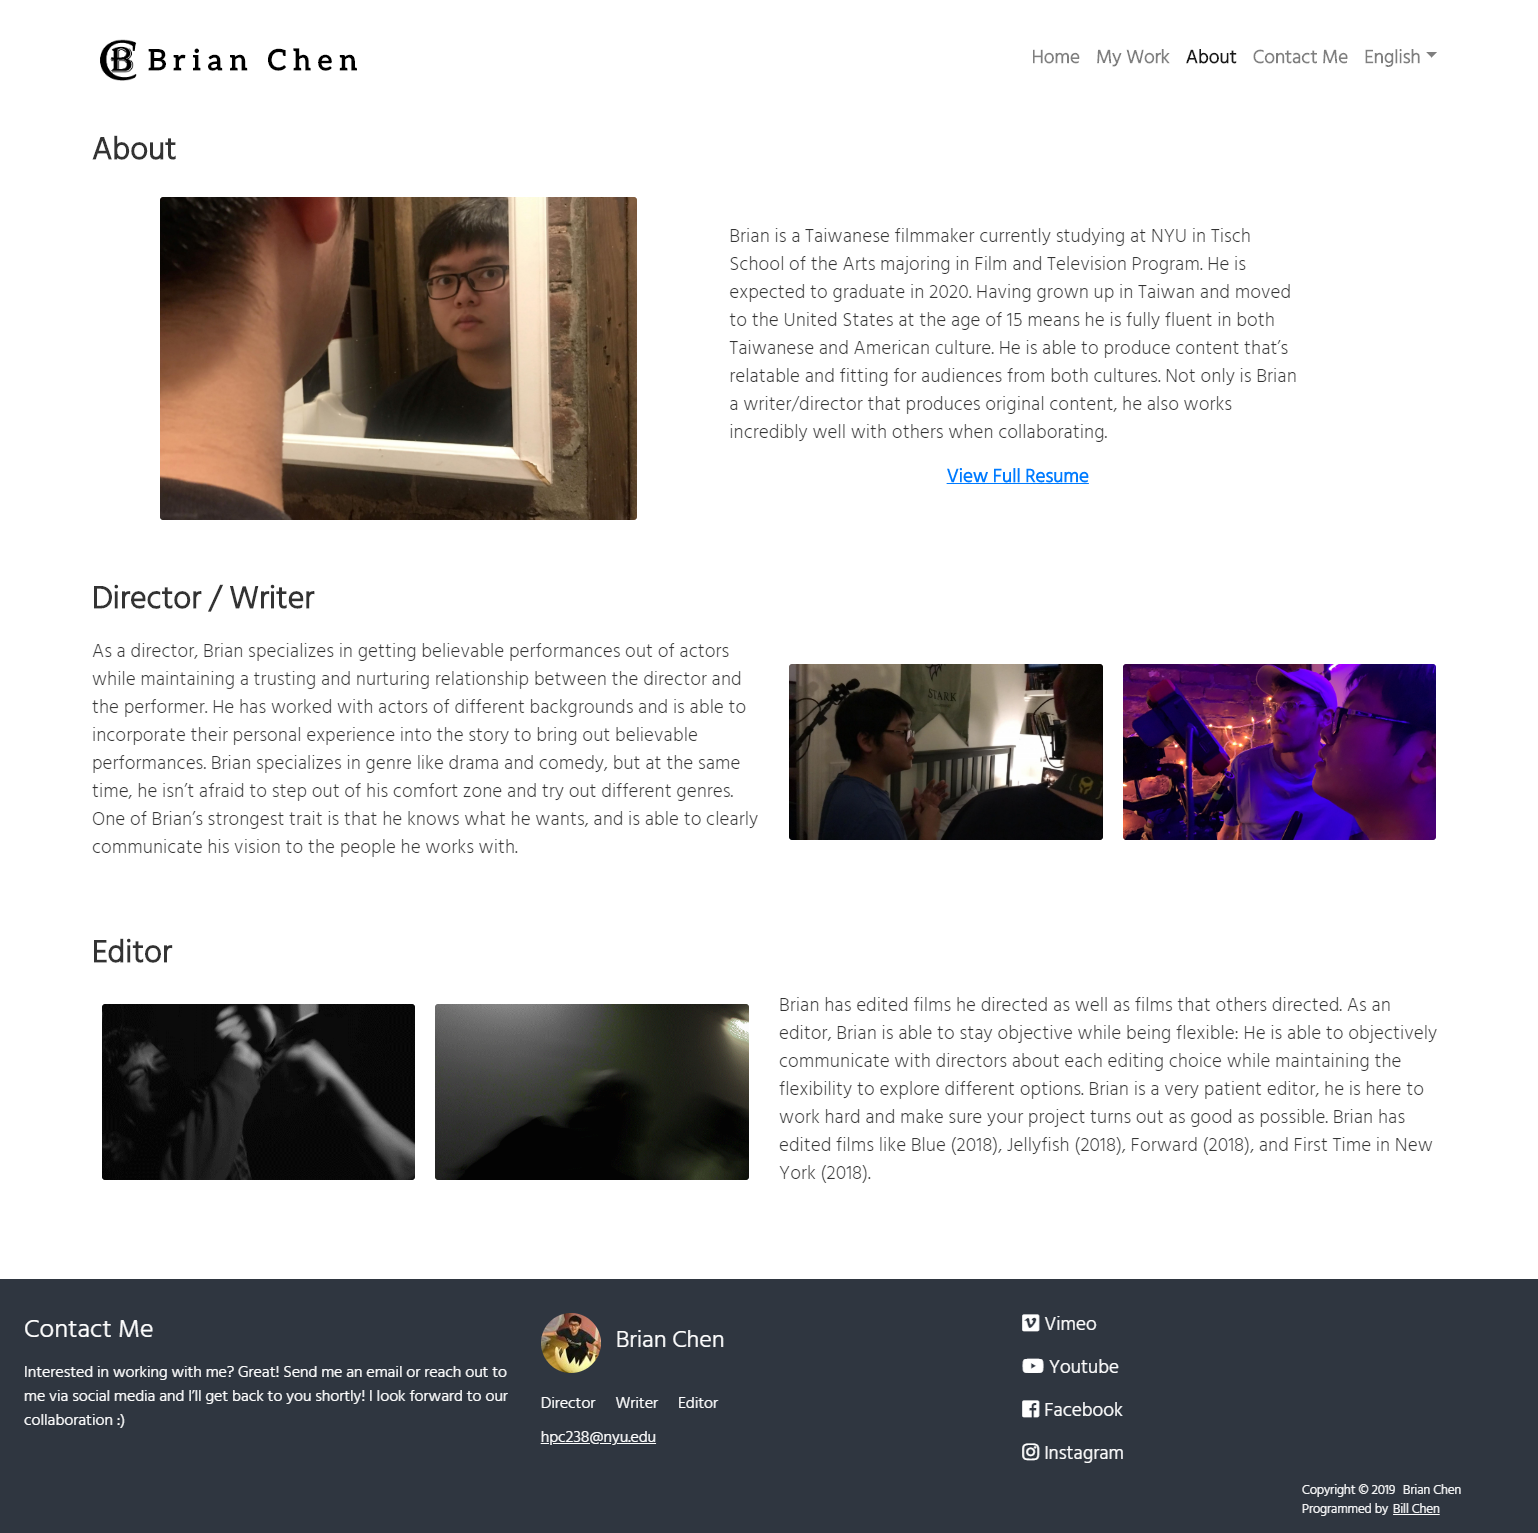 Brian Chen
Home My Work About Contact Me English
About
Brian is a Taiwanese filmmaker currently studying at NYU in Tisch
School of the Arts majoring in Film and Television Program. He is
expected to graduate in 2020. Having grown up in Taiwan and moved
to the United States at the age of 15 means he is fully fluent in both
Taiwanese and American culture. He is able to produce content that’s
relatable and fitting for audiences from both cultures. Not only is Brian
a writer/director that produces original content, he also works
incredibly well with others when collaborating.
View Full Resume
Director / Writer
As a director, Brian specializes in getting believable performances out of actors
while maintaining a trusting and nurturing relationship between the director and
the performer. He has worked with actors of different backgrounds and is able to
incorporate their personal experience into the story to bring out believable
performances. Brian specializes in genre like drama and comedy, but at the same
time, he isn’t afraid to step out of his comfort zone and try out different genres.
One of Brian’s strongest trait is that he knows what he wants, and is able to clearly
communicate his vision to the people he works with.
STARK
Editor
Brian has edited films he directed as well as films that others directed. As an
editor, Brian is able to stay objective while being flexible: He is able to objectively
communicate with directors about each editing choice while maintaining the
flexibility to explore different options. Brian is a very patient editor, he is here to
work hard and make sure your project turns out as good as possible. Brian has
edited films like Blue (2018), Jellyfish (2018), Forward (2018), and First Time in New
York (2018).
Contact Me
Interested in working with me? Great! Send me an email or reach out to
me via social media and I’ll get back to you shortly! I look forward to our
collaboration :)
Brian Chen
Director Writer Editor
hpc238@nyu.edu
Vimeo
Youtube
Facebook
Instagram
Copyright © 2019 Brian Chen
Programmed by Bill Chen